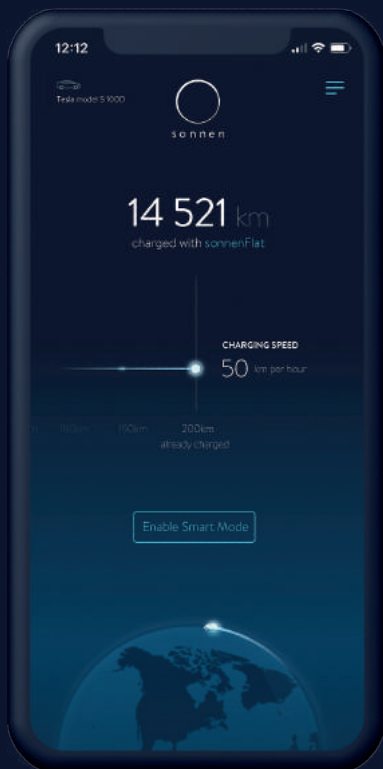 12:12
Tesla model S 100D
sonnen
14 521 km
charged with sonnenFlat
CHARGING SPEED
50 km per hour
190km
200km
already charged
Enable Smart Mode